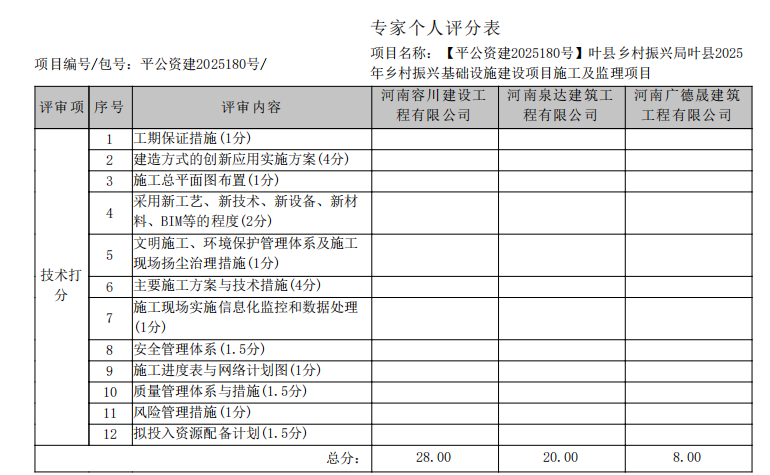 专家个人评分表
项目编号/包号：平公资建2025180号/
项目名称：【平公资建2025180号】叶县乡村振兴局叶县2025
年乡村振兴基础设施建设项目施工及监理项目
评审项 序号 评审内容 河南容川建设工 河南泉达建筑工 河南广德晟建筑
程有限公司 程有限公司 工程有限公司
技术打
分
1 工期保证措施(1分)
2 建造方式的创新应用实施方案(4分)
3 施工总平面图布置(1分)
4 采用新工艺、新技术、新设备、新材
料、BIM等的程度(2分)
5 文明施工、环境保护管理体系及施工
现场扬尘治理措施(1分)
6 主要施工方案与技术措施(4分)
7 施工现场实施信息化监控和数据处理
(1分)
8 安全管理体系(1.5分)
9 施工进度表与网络计划图(1分)
10 质量管理体系与措施(1.5分)
11 风险管理措施(1分)
12 拟投入资源配备计划(1.5分)
总分： 28.00 20.00 8.00